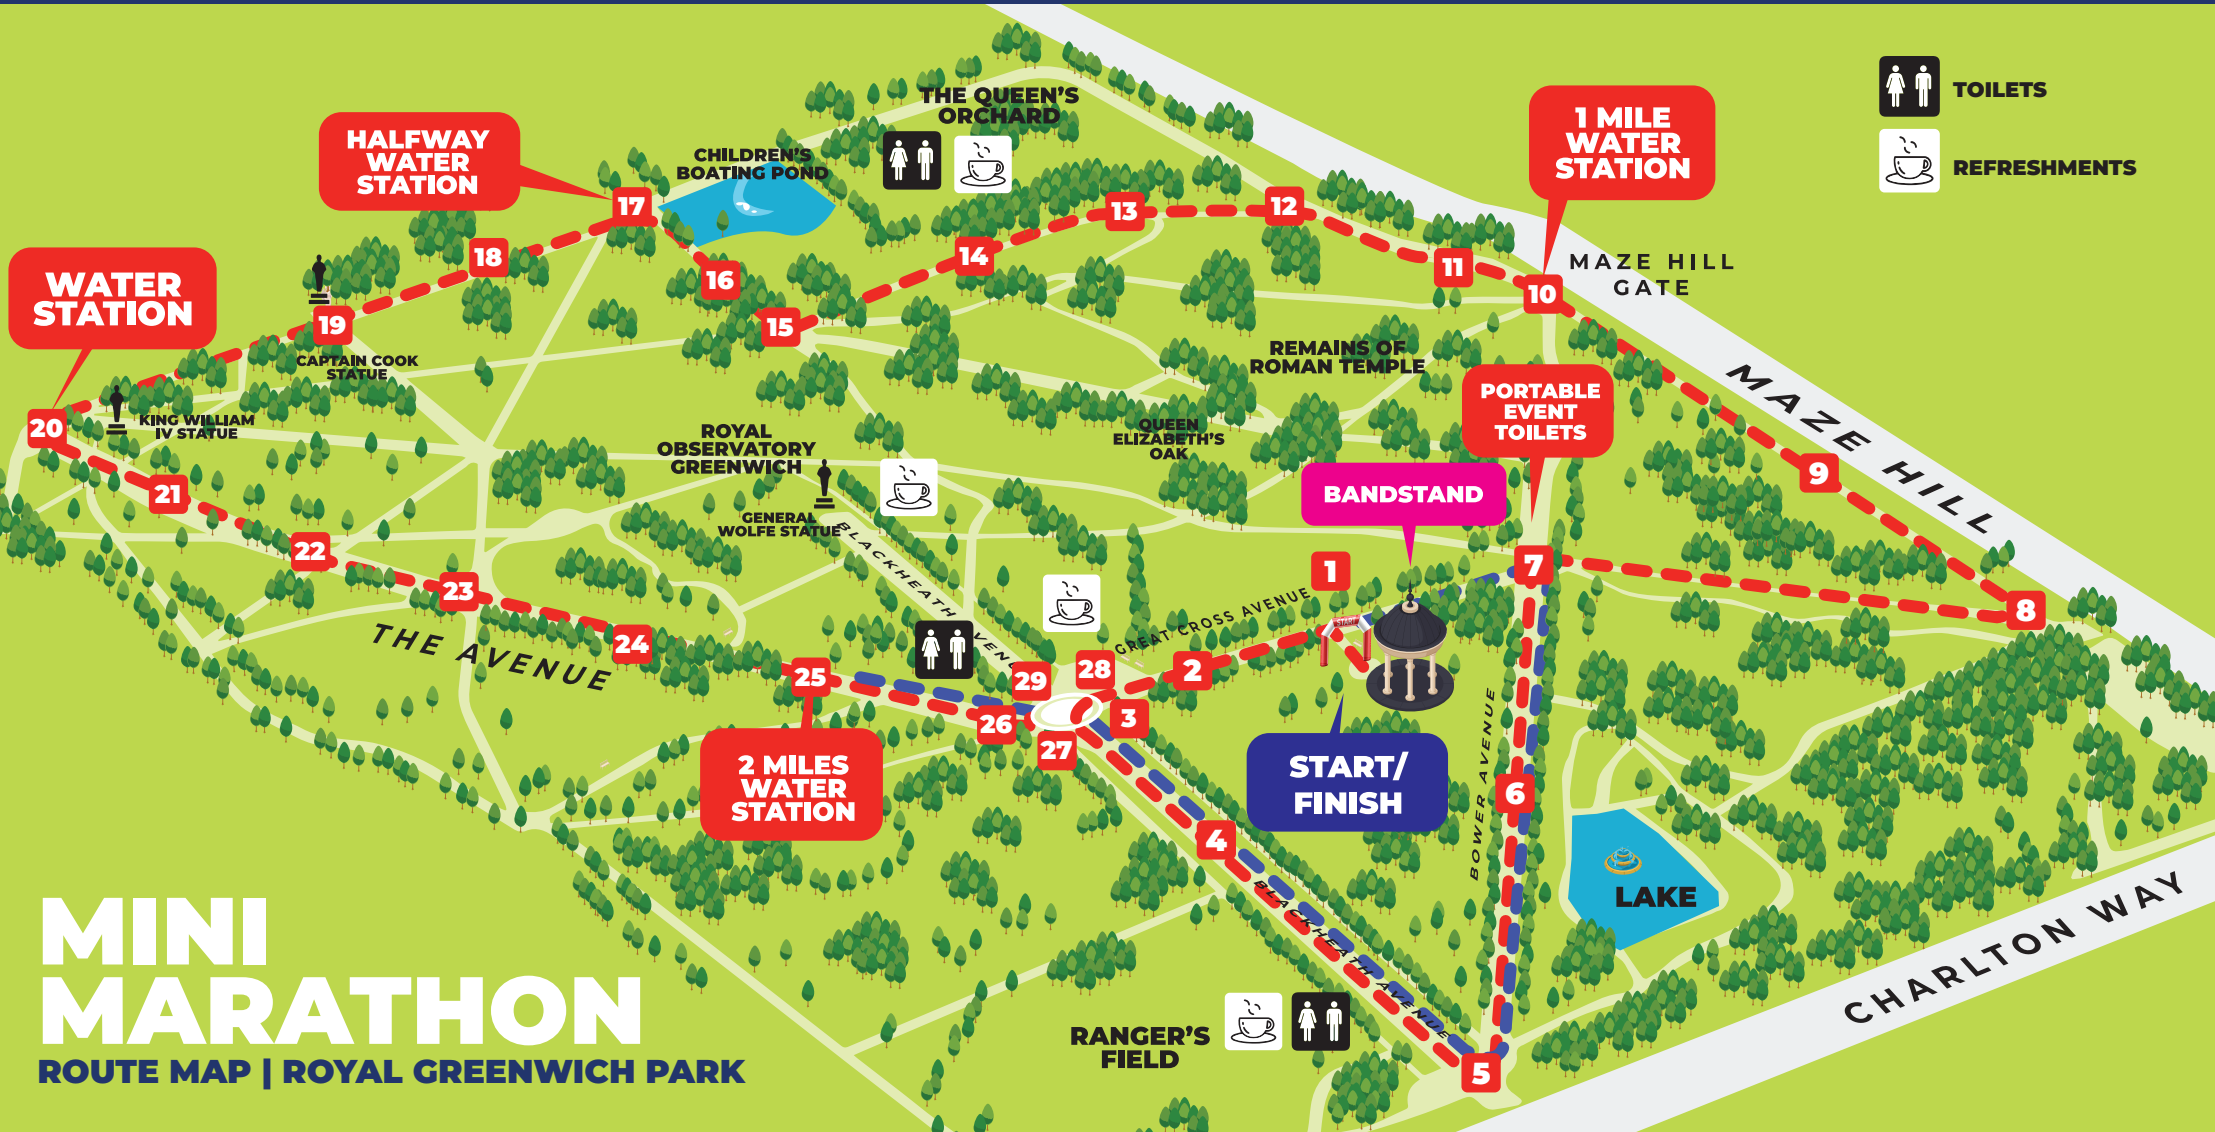 THE QUEEN'S
ORCHARD
TOILETS
REFRESHMENTS
1 MILE
WATER
STATION
HALFWAY
WATER
STATION
CHILDREN'S
BOATING POND
17
13
12
18
14
16
11
10
MAZE HILL
GATE
WATER
STATION
19
15
CAPTAIN COOK
STATUE
REMAINS OF
ROMAN TEMPLE
MAZE HILL
PORTABLE
EVENT
TOILETS
20
KING WILLIAM
IV STATUE
ROYAL
OBSERVATORY
GREENWICH
QUEEN
ELIZABETH'S
OAK
9
21
BANDSTAND
GENERAL
WOLFE STATUE
BLACKHEATH AVENUE
22
1
7
23
GREAT CROSS AVENUE
START
8
THE AVENUE
24
25
29
28
2
26
3
27
BOWER AVENUE
2 MILES
WATER
STATION
START/
FINISH
6
4
LAKE
BLACKHEATH AVENUE
CHARLTON WAY
RANGER'S
FIELD
5
MINI
MARATHON
ROUTE MAP | ROYAL GREENWICH PARK